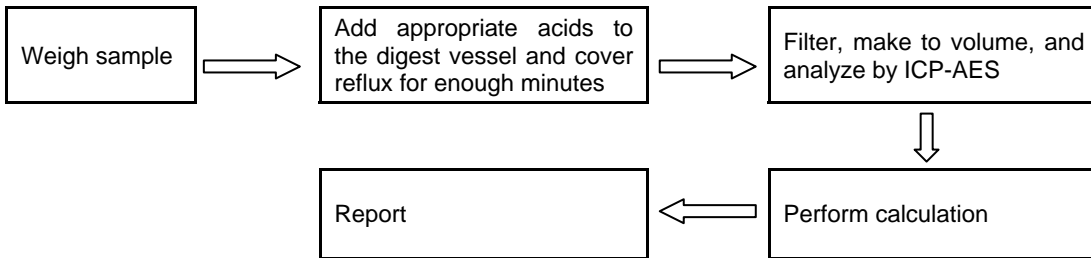 Weigh sample
Add appropriate acids to
the digest vessel and cover
reflux for enough minutes
Filter, make to volume, and
analyze by ICP-AES
Perform calculation
Report